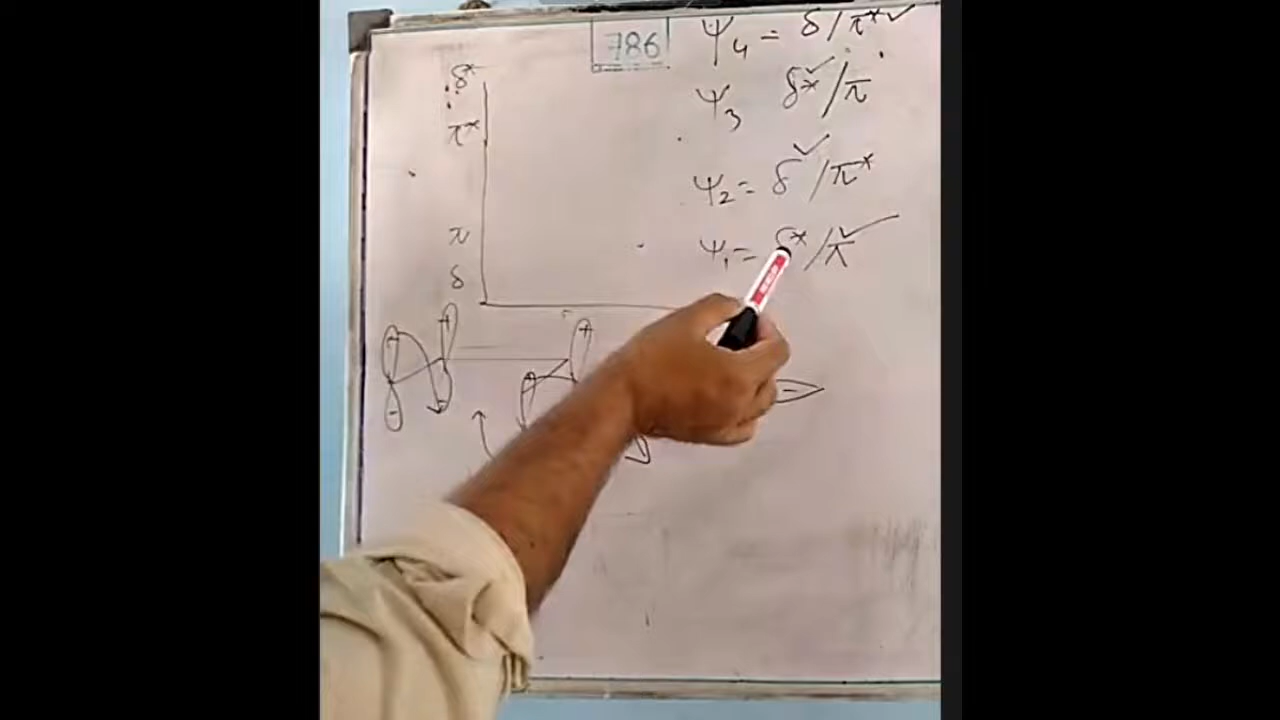 786
Ψ4 = δ/π*✓
Ψ3 δ*✓/π
Ψ2 = δ✓/π*
Ψ1 = δ*/π✓
δ*
π*
π
δ
+
+
-
-